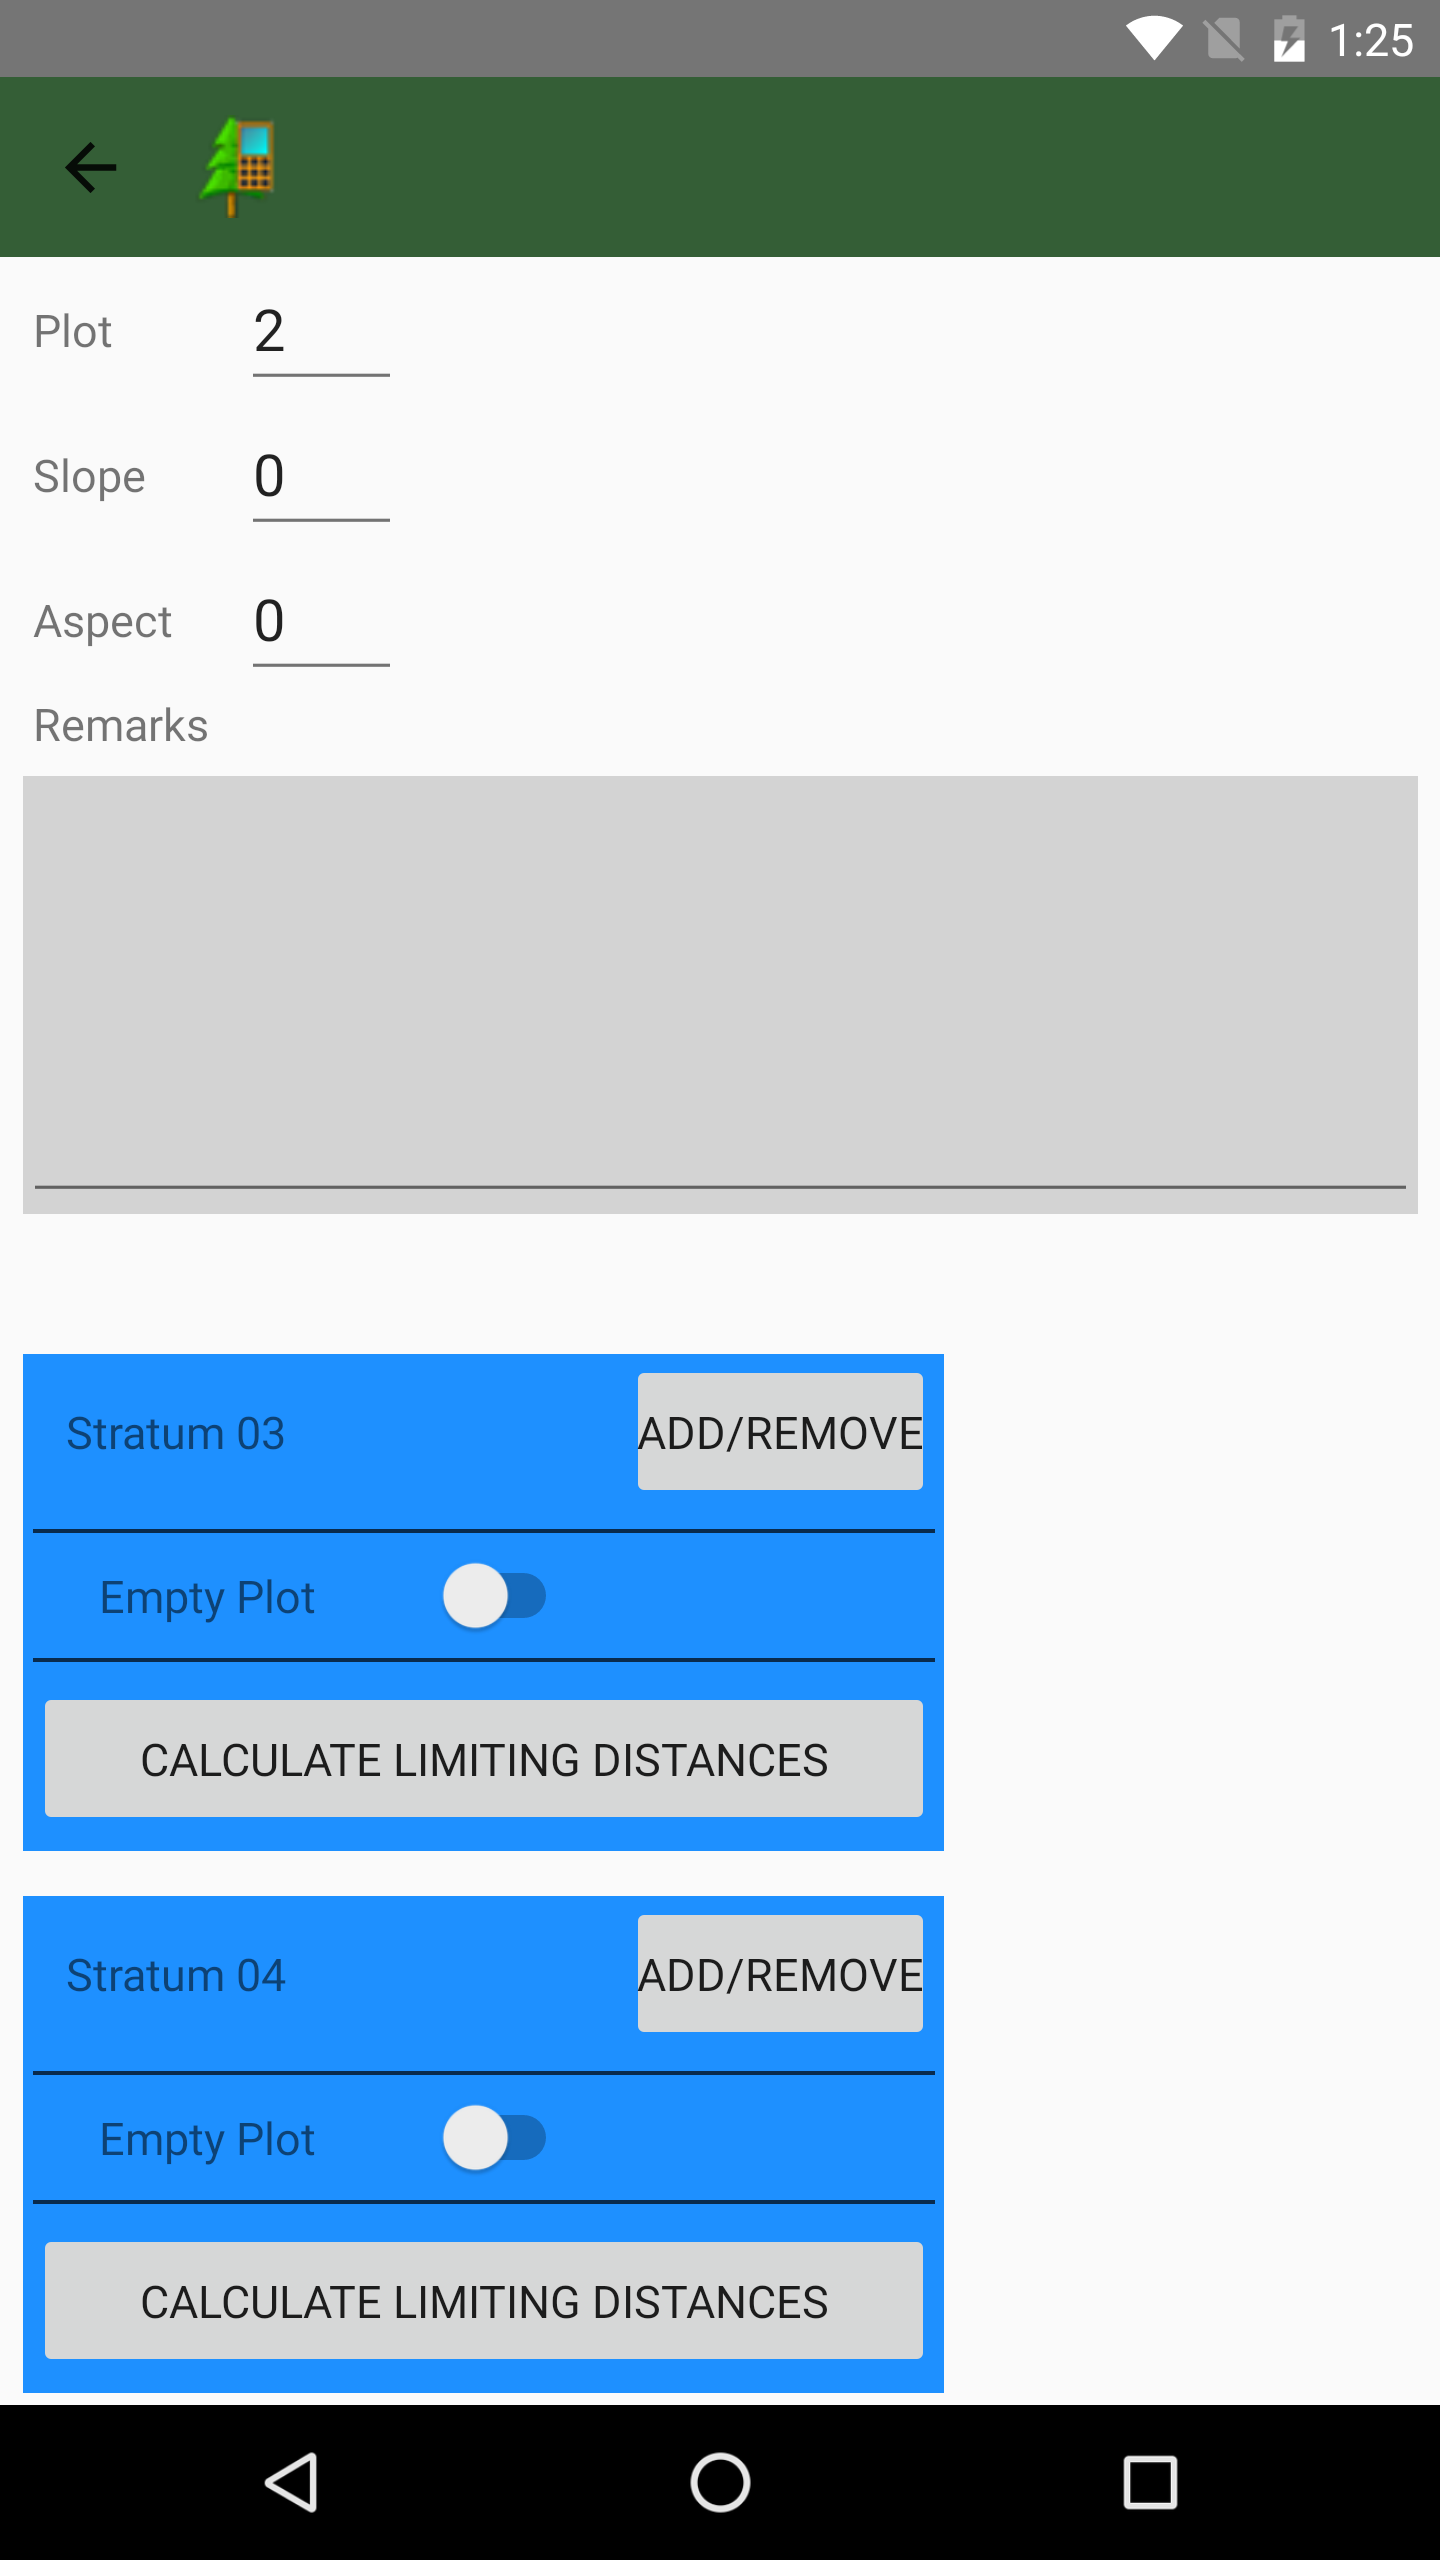 1:25
Plot 2
Slope 0
Aspect 0
Remarks
Stratum 03 ADD/REMOVE
Empty Plot
CALCULATE LIMITING DISTANCES
Stratum 04 ADD/REMOVE
Empty Plot
CALCULATE LIMITING DISTANCES